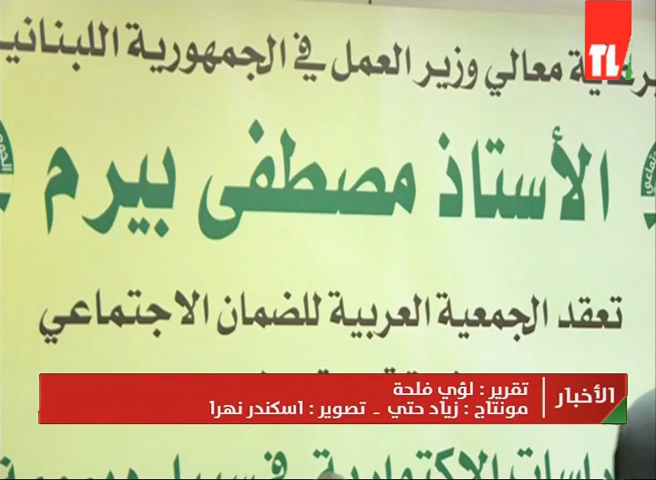 TL
برعاية معالي وزير العمل في الجمهورية اللبنانية
الأستاذ مصطفى بيرم
تعقد الجمعية العربية للضمان الاجتماعي
الأخبار
تقرير : لؤي فلحة
مونتاج : زياد حتي - تصوير : اسكندر نهرا